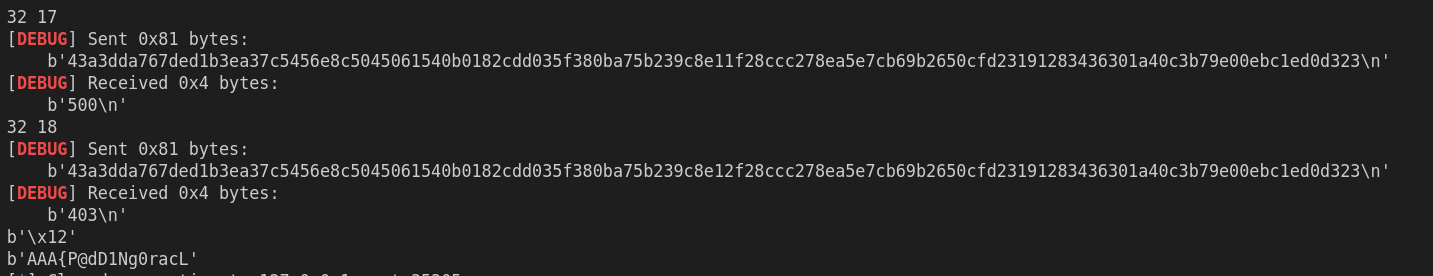 32 17
[DEBUG] Sent 0x81 bytes:
    b'43a3dda767ded1b3ea37c5456e8c5045061540b0182cdd035f380ba75b239c8e11f28ccc278ea5e7cb69b2650cfd23191283436301a40c3b79e00ebc1ed0d323\n'
[DEBUG] Received 0x4 bytes:
    b'500\n'
32 18
[DEBUG] Sent 0x81 bytes:
    b'43a3dda767ded1b3ea37c5456e8c5045061540b0182cdd035f380ba75b239c8e12f28ccc278ea5e7cb69b2650cfd23191283436301a40c3b79e00ebc1ed0d323\n'
[DEBUG] Received 0x4 bytes:
    b'403\n'
b'\x12'
b'AAA{P@dD1Ng0racL'